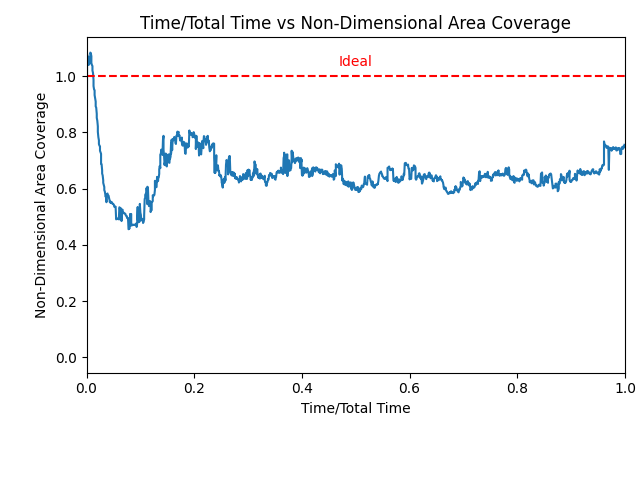 Time/Total Time vs Non-Dimensional Area Coverage
Ideal
1.0
0.8
0.6
0.4
0.2
0.0
Non-Dimensional Area Coverage
0.0 0.2 0.4 0.6 0.8 1.0
Time/Total Time